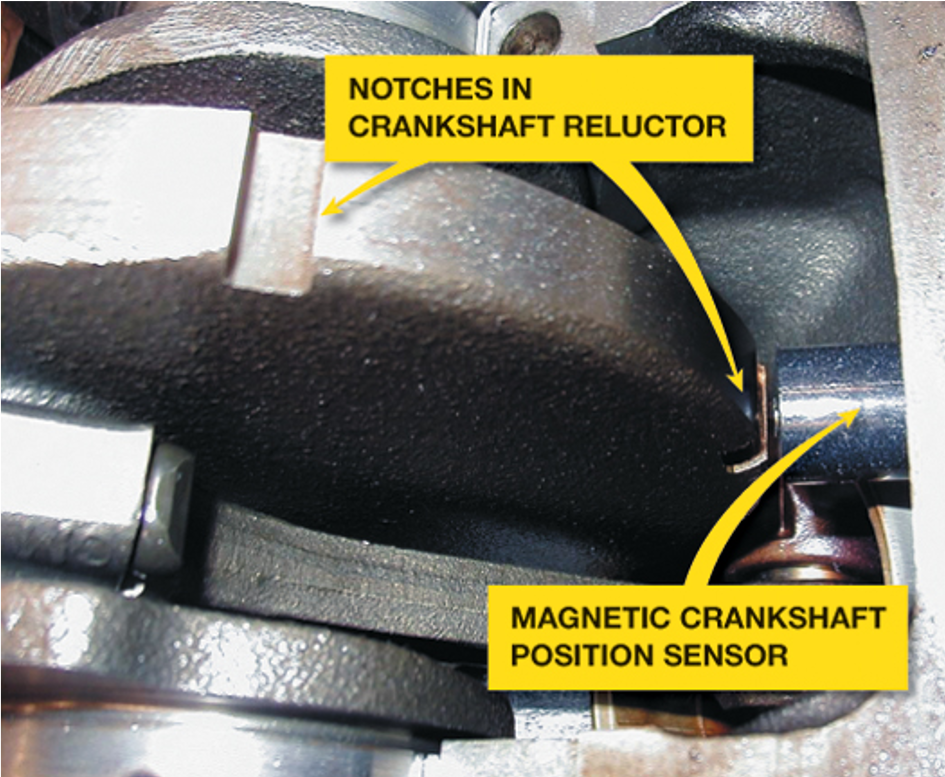 NOTCHES IN
CRANKSHAFT RELUCTOR
MAGNETIC CRANKSHAFT
POSITION SENSOR